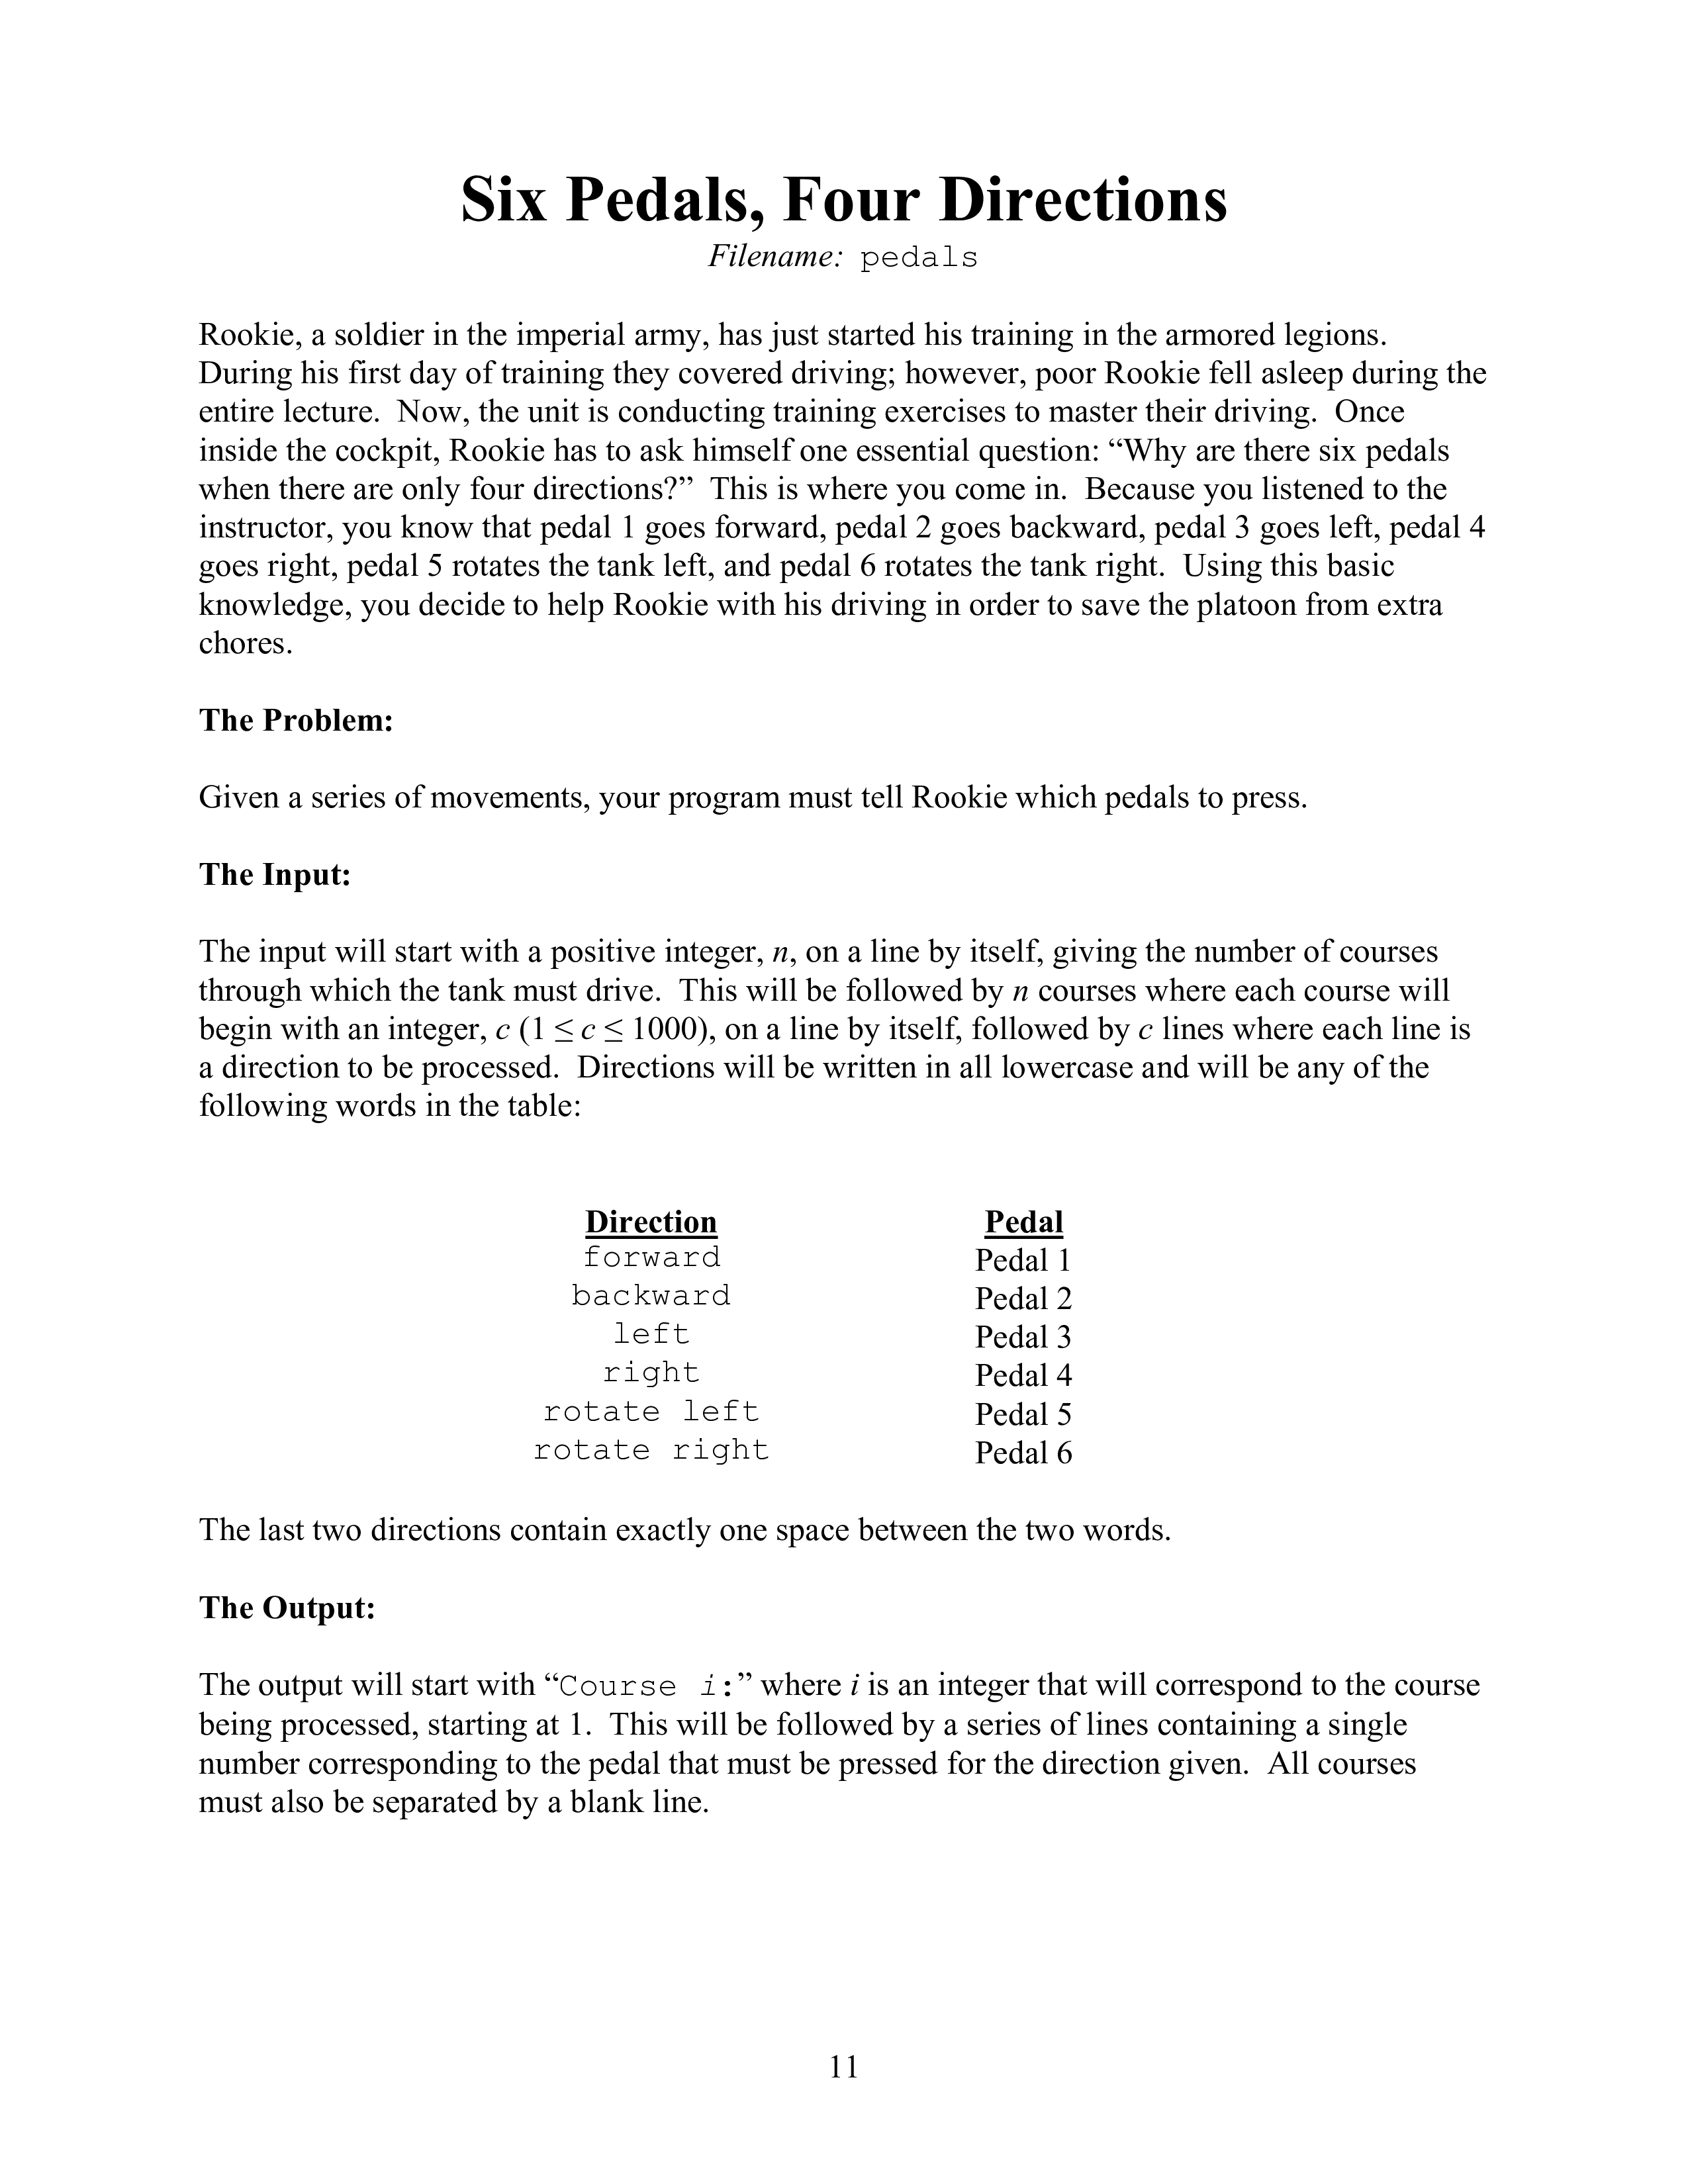 Six Pedals, Four Directions
Filename: pedals
Rookie, a soldier in the imperial army, has just started his training in the armored legions.
During his first day of training they covered driving; however, poor Rookie fell asleep during the
entire lecture.  Now, the unit is conducting training exercises to master their driving.  Once
inside the cockpit, Rookie has to ask himself one essential question: “Why are there six pedals
when there are only four directions?”  This is where you come in.  Because you listened to the
instructor, you know that pedal 1 goes forward, pedal 2 goes backward, pedal 3 goes left, pedal 4
goes right, pedal 5 rotates the tank left, and pedal 6 rotates the tank right.  Using this basic
knowledge, you decide to help Rookie with his driving in order to save the platoon from extra
chores.
The Problem:
Given a series of movements, your program must tell Rookie which pedals to press.
The Input:
The input will start with a positive integer, n, on a line by itself, giving the number of courses
through which the tank must drive.  This will be followed by n courses where each course will
begin with an integer, c (1 ≤ c ≤ 1000), on a line by itself, followed by c lines where each line is
a direction to be processed.  Directions will be written in all lowercase and will be any of the
following words in the table:
Direction Pedal
forward Pedal 1
backward Pedal 2
left Pedal 3
right Pedal 4
rotate left Pedal 5
rotate right Pedal 6
The last two directions contain exactly one space between the two words.
The Output:
The output will start with “Course i:” where i is an integer that will correspond to the course
being processed, starting at 1.  This will be followed by a series of lines containing a single
number corresponding to the pedal that must be pressed for the direction given.  All courses
must also be separated by a blank line.
11